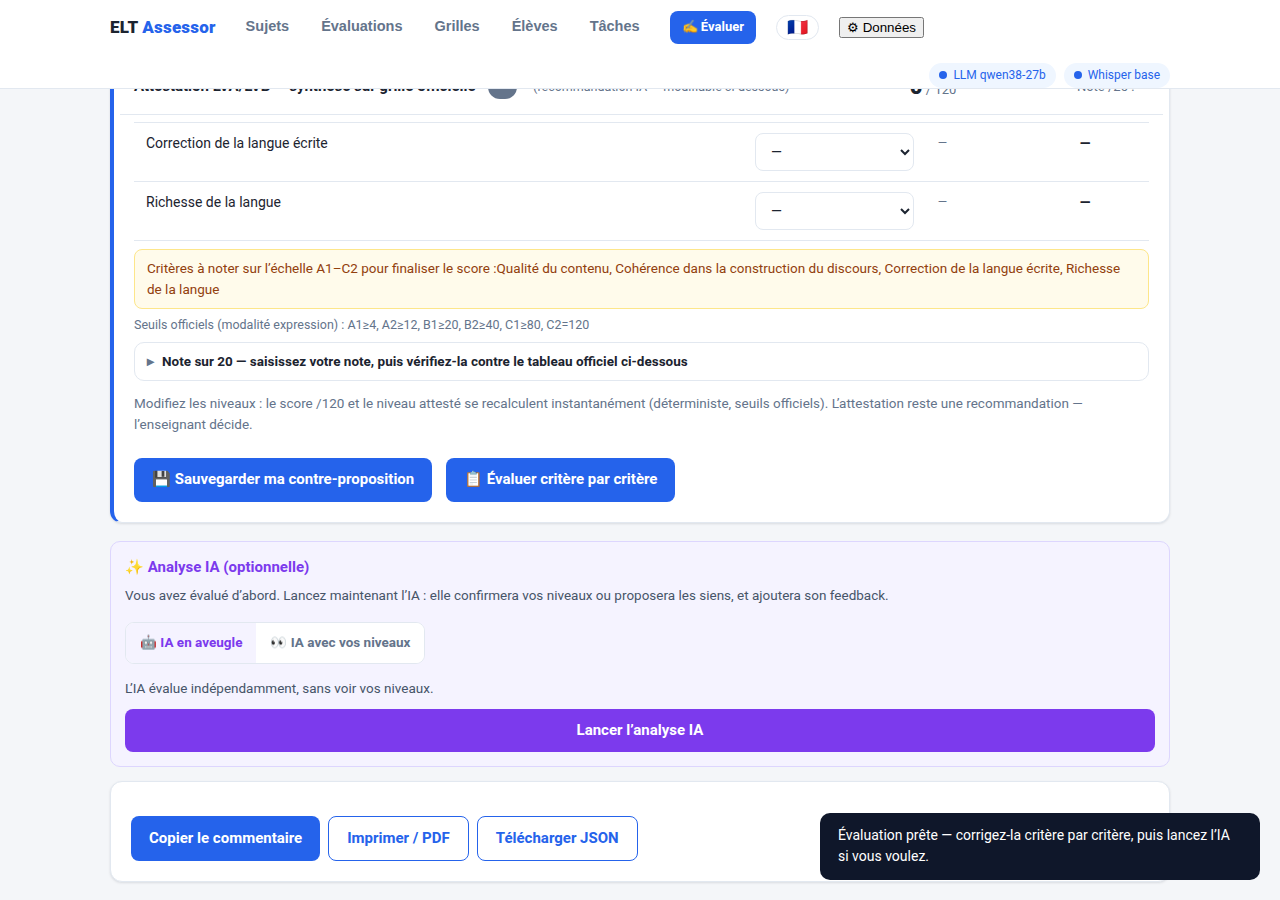 ELT Assessor Sujets Évaluations Grilles Élèves Tâches ✍️ Évaluer 🇫🇷 ⚙ Données
LLM qwen38-27b Whisper base
/ 120
Correction de la langue écrite — — —
Richesse de la langue — — —
Critères à noter sur l’échelle A1–C2 pour finaliser le score :Qualité du contenu, Cohérence dans la construction du discours, Correction de la langue écrite, Richesse
de la langue
Seuils officiels (modalité expression) : A1≥4, A2≥12, B1≥20, B2≥40, C1≥80, C2=120
▸ Note sur 20 — saisissez votre note, puis vérifiez-la contre le tableau officiel ci-dessous
Modifiez les niveaux : le score /120 et le niveau attesté se recalculent instantanément (déterministe, seuils officiels). L’attestation reste une recommandation —
l’enseignant décide.
💾 Sauvegarder ma contre-proposition 📋 Évaluer critère par critère
✨ Analyse IA (optionnelle)
Vous avez évalué d’abord. Lancez maintenant l’IA : elle confirmera vos niveaux ou proposera les siens, et ajoutera son feedback.
🤖 IA en aveugle 👀 IA avec vos niveaux
L’IA évalue indépendamment, sans voir vos niveaux.
Lancer l’analyse IA
Copier le commentaire Imprimer / PDF Télécharger JSON
Évaluation prête — corrigez-la critère par critère, puis lancez l’IA
si vous voulez.